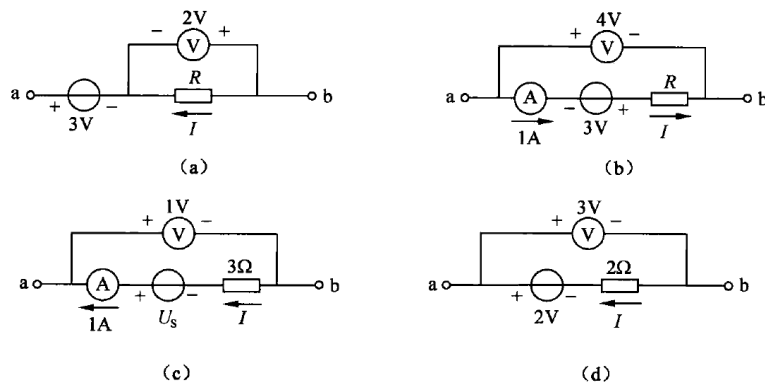 2V
− V +
R
a + − b
3V I
(a)
4V
+ V −
R
a A − + b
1A 3V I
(b)
1V
+ V −
3Ω
a A + − b
1A U_S I
(c)
3V
+ V −
2Ω
a + − b
2V I
(d)